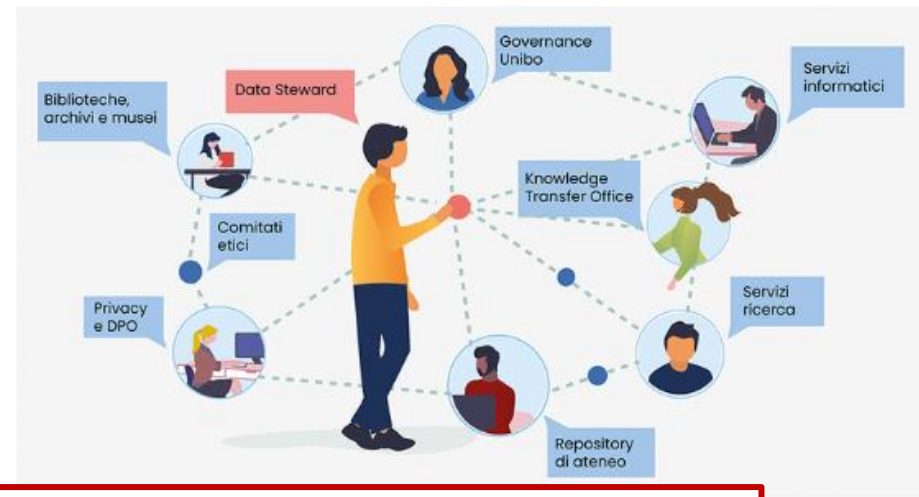 Governance
Unibo
Servizi
informatici
Data Steward
Biblioteche,
archivi e musei
Knowledge
Transfer Office
Comitati
etici
Servizi
ricerca
Privacy
e DPO
Repository
di ateneo